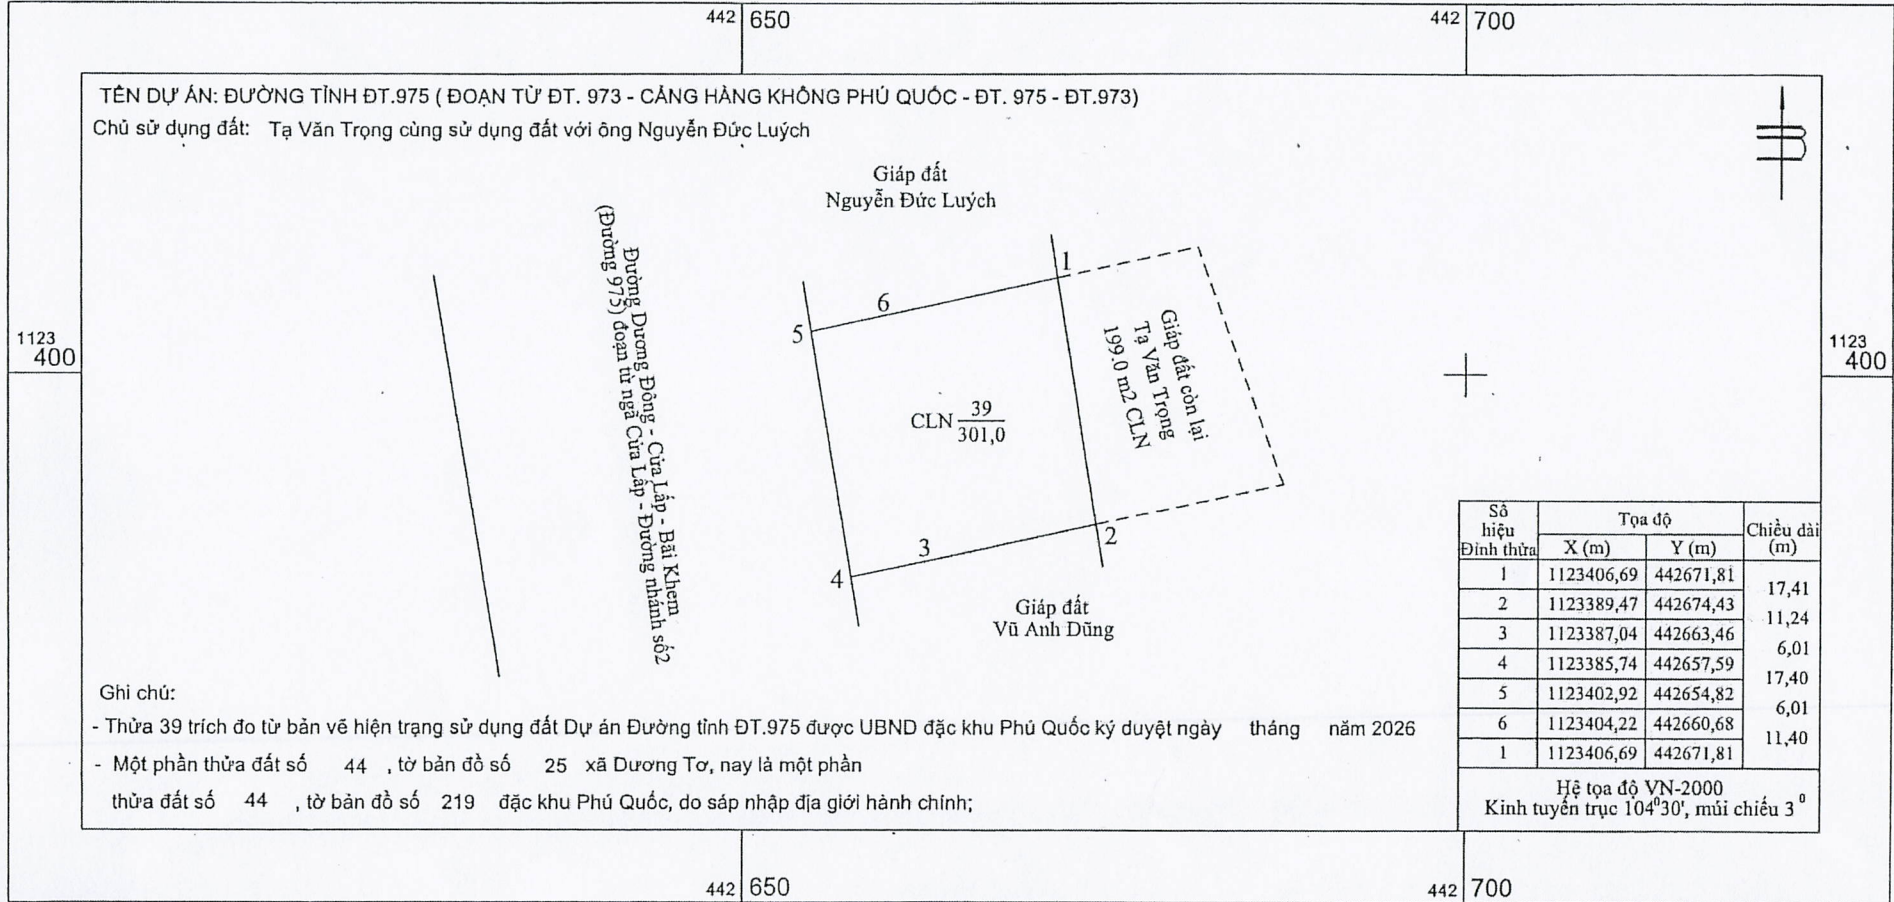 442 650
442 700
TÊN DỰ ÁN: ĐƯỜNG TỈNH ĐT.975 ( ĐOẠN TỪ ĐT. 973 - CẢNG HÀNG KHÔNG PHÚ QUỐC - ĐT. 975 - ĐT.973)
Chủ sử dụng đất: Tạ Văn Trọng cùng sử dụng đất với ông Nguyễn Đức Luých
Giáp đất
Nguyễn Đức Luých
Đường Dương Đông - Cửa Lấp - Bãi Khem
(Đường 975) đoạn từ ngã Cửa Lấp - Đường nhánh số2
1
6
5
Giáp đất còn lại
Tạ Văn Trọng
199.0 m2 CLN
1123
400
1123
400
CLN 39
301,0
3
2
4
Giáp đất
Vũ Anh Dũng
Số hiệu Đỉnh thửa Tọa độ Chiều dài (m)
X (m) Y (m)
1 1123406,69 442671,81
17,41
2 1123389,47 442674,43
11,24
3 1123387,04 442663,46
6,01
4 1123385,74 442657,59
17,40
5 1123402,92 442654,82
6,01
6 1123404,22 442660,68
11,40
1 1123406,69 442671,81
Hệ tọa độ VN-2000
Kinh tuyến trục 104⁰30', múi chiếu 3 ⁰
Ghi chú:
- Thửa 39 trích đo từ bản vẽ hiện trạng sử dụng đất Dự án Đường tỉnh ĐT.975 được UBND đặc khu Phú Quốc ký duyệt ngày tháng năm 2026
- Một phần thửa đất số 44 , tờ bản đồ số 25 xã Dương Tơ, nay là một phần
thửa đất số 44 , tờ bản đồ số 219 đặc khu Phú Quốc, do sáp nhập địa giới hành chính;
442 650
442 700